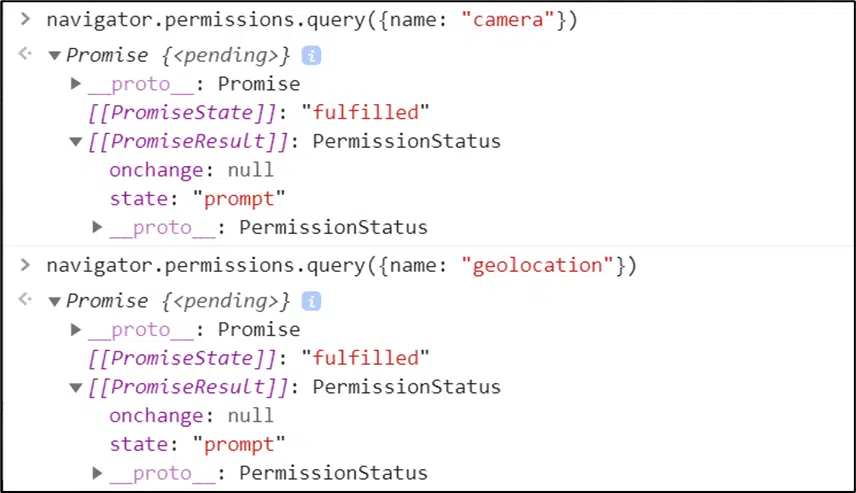 > navigator.permissions.query({name: "camera"})
<· ▼Promise {<pending>} i
▶__proto__: Promise
[[PromiseState]]: "fulfilled"
▼[[PromiseResult]]: PermissionStatus
onchange: null
state: "prompt"
▶__proto__: PermissionStatus
> navigator.permissions.query({name: "geolocation"})
<· ▼Promise {<pending>} i
▶__proto__: Promise
[[PromiseState]]: "fulfilled"
▼[[PromiseResult]]: PermissionStatus
onchange: null
state: "prompt"
▶__proto__: PermissionStatus